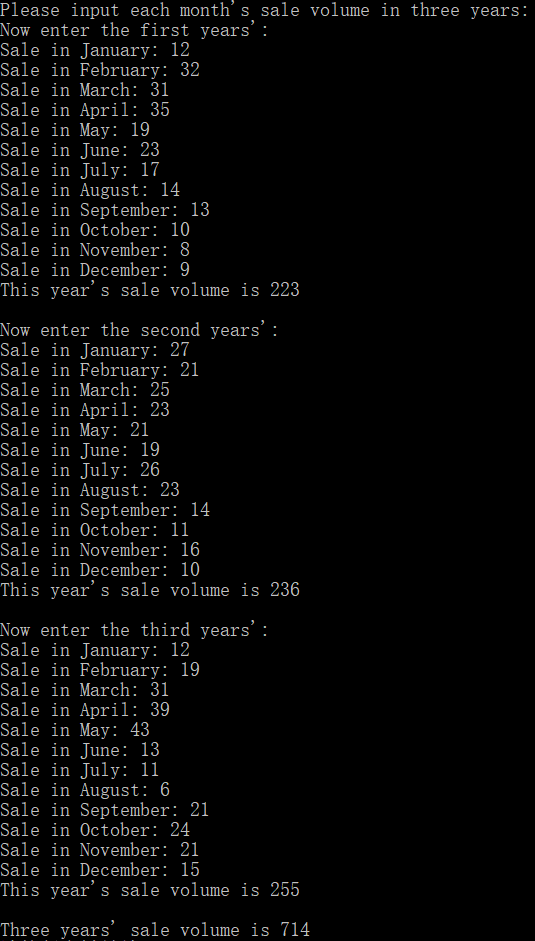 Please input each month's sale volume in three years:
Now enter the first years':
Sale in January: 12
Sale in February: 32
Sale in March: 31
Sale in April: 35
Sale in May: 19
Sale in June: 23
Sale in July: 17
Sale in August: 14
Sale in September: 13
Sale in October: 10
Sale in November: 8
Sale in December: 9
This year's sale volume is 223
Now enter the second years':
Sale in January: 27
Sale in February: 21
Sale in March: 25
Sale in April: 23
Sale in May: 21
Sale in June: 19
Sale in July: 26
Sale in August: 23
Sale in September: 14
Sale in October: 11
Sale in November: 16
Sale in December: 10
This year's sale volume is 236
Now enter the third years':
Sale in January: 12
Sale in February: 19
Sale in March: 31
Sale in April: 39
Sale in May: 43
Sale in June: 13
Sale in July: 11
Sale in August: 6
Sale in September: 21
Sale in October: 24
Sale in November: 21
Sale in December: 15
This year's sale volume is 255
Three years' sale volume is 714